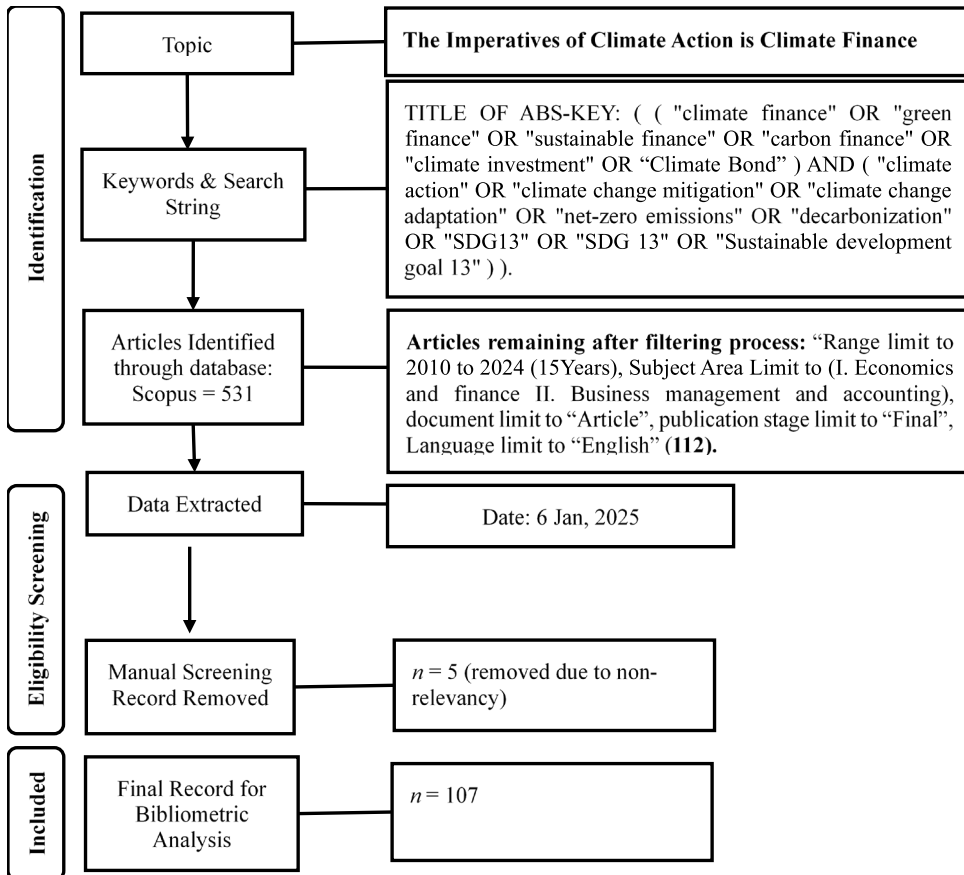 Identification
Topic
The Imperatives of Climate Action is Climate Finance
Keywords & Search
String
TITLE OF ABS-KEY: ( ( "climate finance" OR "green
finance" OR "sustainable finance" OR "carbon finance" OR
"climate investment" OR “Climate Bond” ) AND ( "climate
action" OR "climate change mitigation" OR "climate change
adaptation" OR "net-zero emissions" OR "decarbonization"
OR "SDG13" OR "SDG 13" OR "Sustainable development
goal 13" ) ).
Articles Identified
through database:
Scopus = 531
Articles remaining after filtering process: “Range limit to
2010 to 2024 (15Years), Subject Area Limit to (I. Economics
and finance II. Business management and accounting),
document limit to “Article”, publication stage limit to “Final”,
Language limit to “English” (112).
Eligibility Screening
Data Extracted
Date: 6 Jan, 2025
Manual Screening
Record Removed
n = 5 (removed due to non-
relevancy)
Included
Final Record for
Bibliometric
Analysis
n = 107